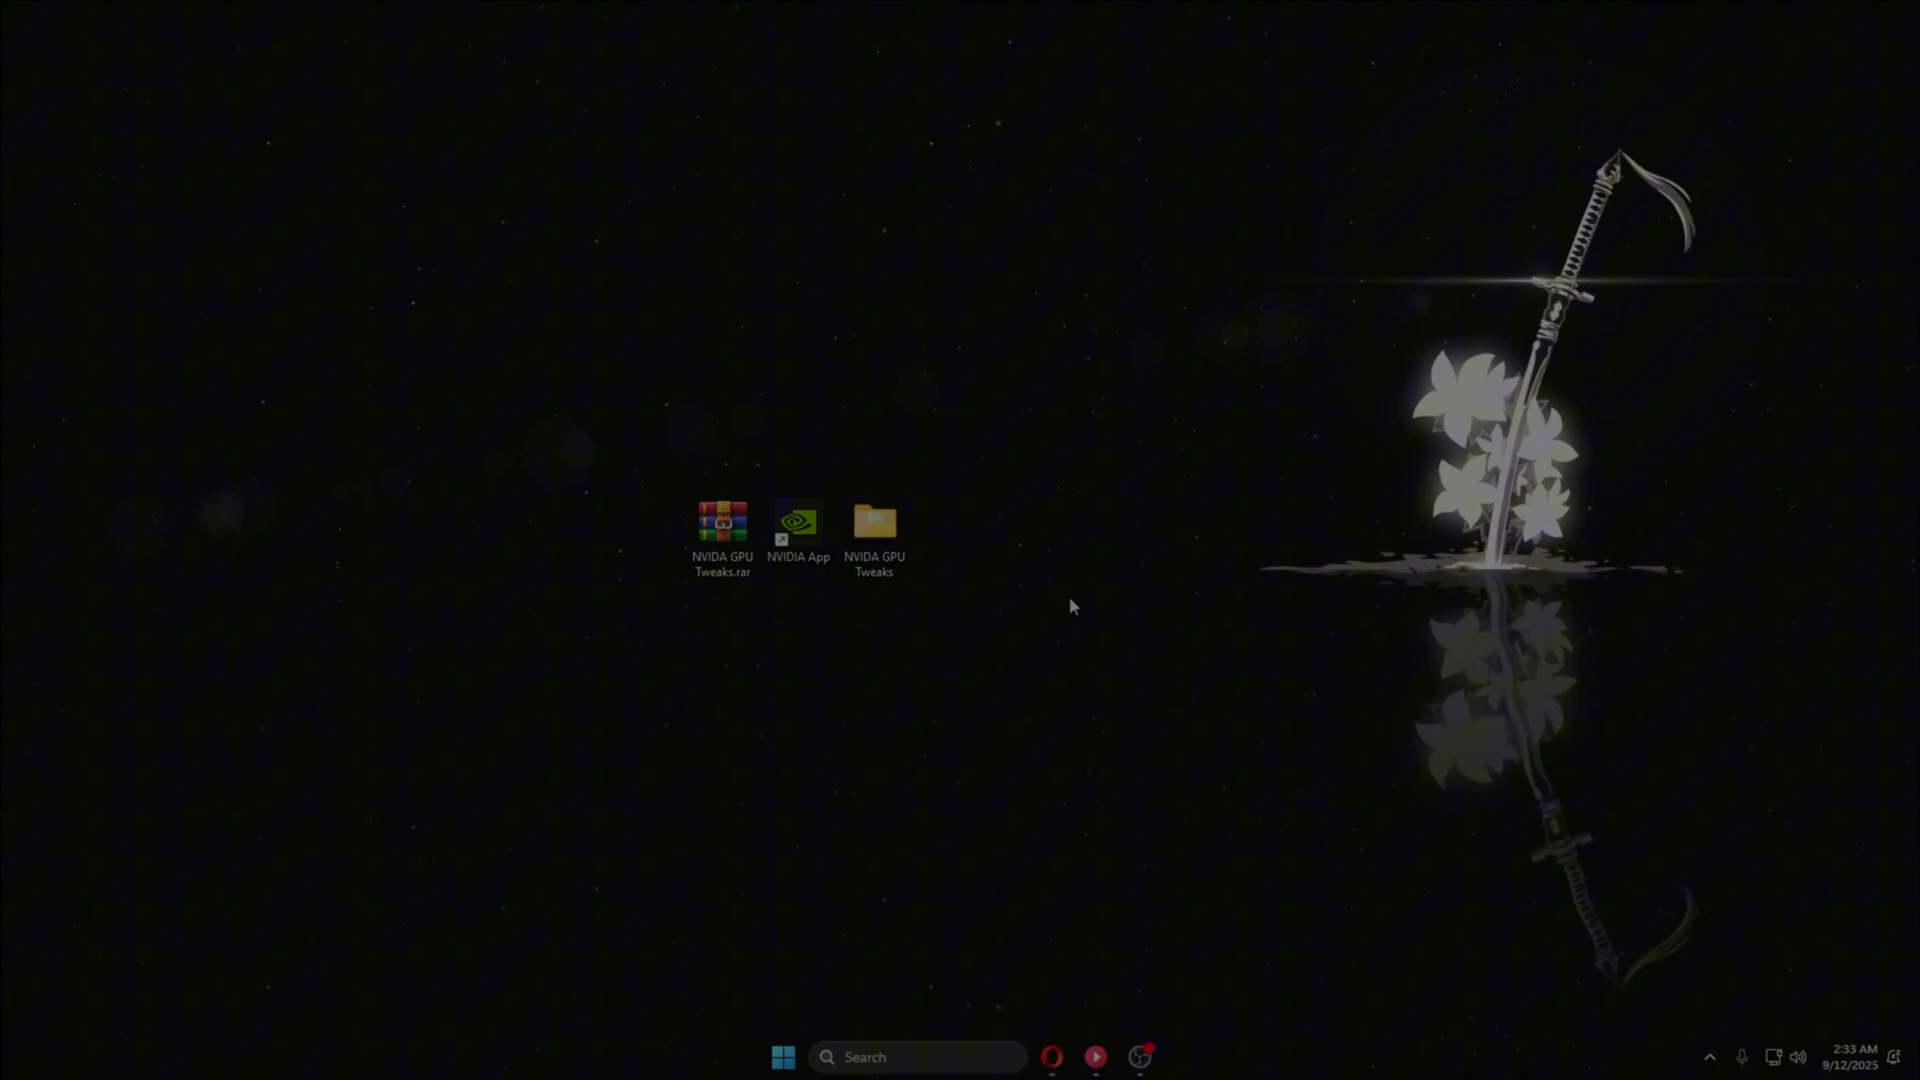 NVIDA GPU
Tweaks.rar
NVIDIA App
NVIDA GPU
Tweaks
Search
2:33 AM
9/12/2025